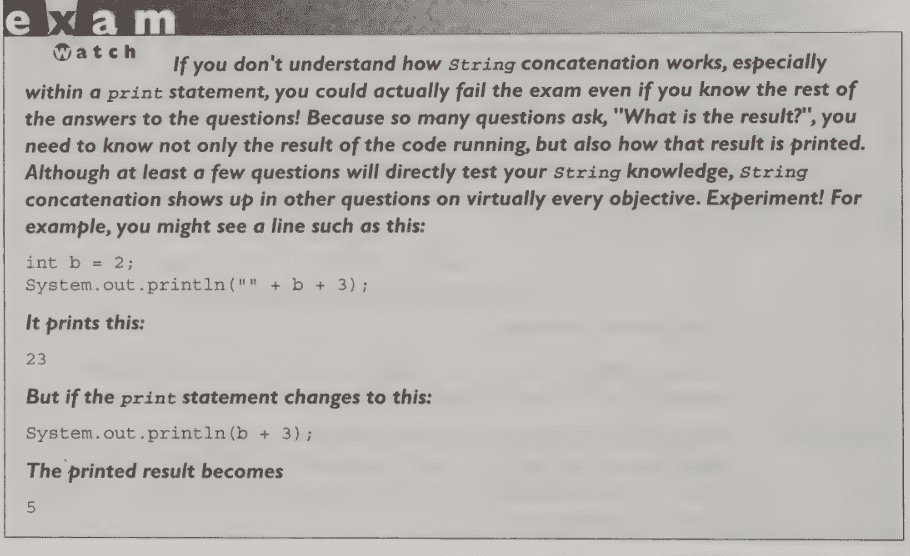 exam
watch
If you don't understand how String concatenation works, especially
within a print statement, you could actually fail the exam even if you know the rest of
the answers to the questions! Because so many questions ask, "What is the result?", you
need to know not only the result of the code running, but also how that result is printed.
Although at least a few questions will directly test your String knowledge, String
concatenation shows up in other questions on virtually every objective. Experiment! For
example, you might see a line such as this:
int b = 2;
System.out.println("" + b + 3);
It prints this:
23
But if the print statement changes to this:
System.out.println(b + 3);
The printed result becomes
5